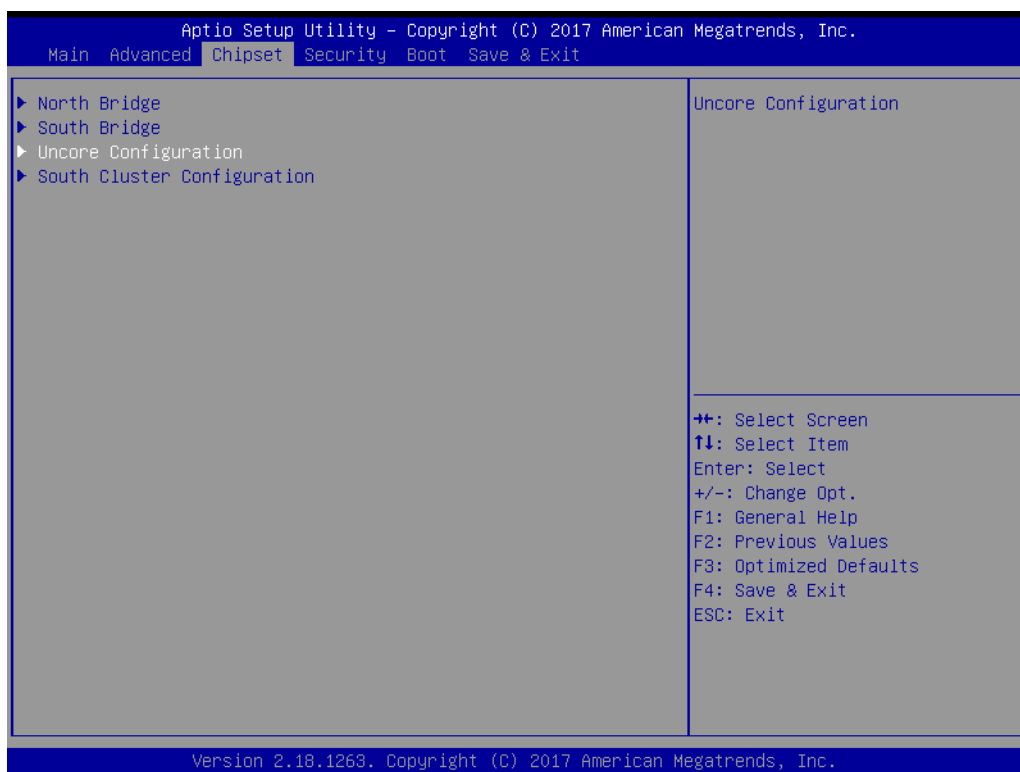 Aptio Setup Utility – Copyright (C) 2017 American Megatrends, Inc.
Main Advanced Chipset Security Boot Save & Exit
North Bridge
South Bridge
Uncore Configuration
South Cluster Configuration
Uncore Configuration
→←: Select Screen
↑↓: Select Item
Enter: Select
+/-: Change Opt.
F1: General Help
F2: Previous Values
F3: Optimized Defaults
F4: Save & Exit
ESC: Exit
Version 2.18.1263. Copyright (C) 2017 American Megatrends, Inc.